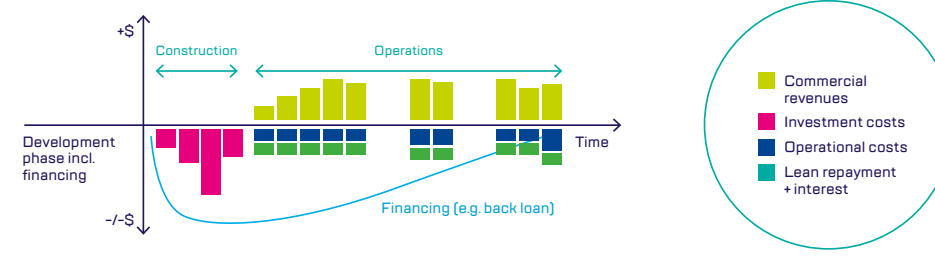 +$
Construction
Operations
Development
phase incl.
financing
Time
Financing (e.g. back loan)
-/-$
Commercial
revenues
Investment costs
Operational costs
Lean repayment
+ interest